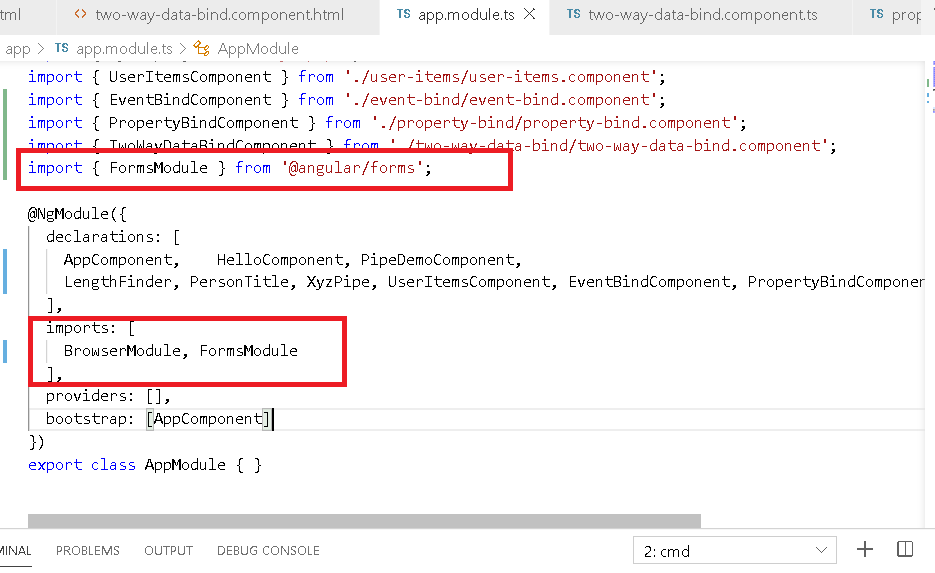 tml <> two-way-data-bind.component.html TS app.module.ts × TS two-way-data-bind.component.ts TS prop
app > TS app.module.ts > AppModule
import { UserItemsComponent } from './user-items/user-items.component';
import { EventBindComponent } from './event-bind/event-bind.component';
import { PropertyBindComponent } from './property-bind/property-bind.component';
import { TwoWayDataBindComponent } from './two-way-data-bind/two-way-data-bind.component';
import { FormsModule } from '@angular/forms';
@NgModule({
declarations: [
AppComponent, HelloComponent, PipeDemoComponent,
LengthFinder, PersonTitle, XyzPipe, UserItemsComponent, EventBindComponent, PropertyBindComponen
],
imports: [
BrowserModule, FormsModule
],
providers: [],
bootstrap: [AppComponent]
})
export class AppModule { }
MINAL PROBLEMS OUTPUT DEBUG CONSOLE 2: cmd